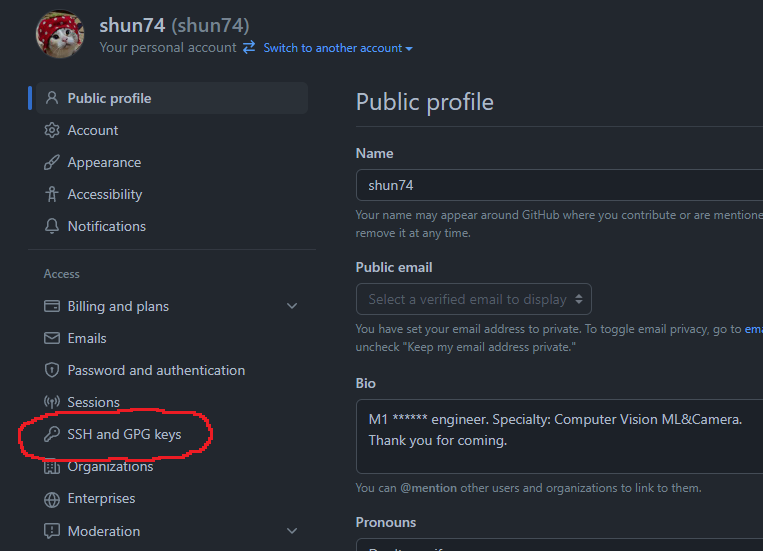 shun74 (shun74)
Your personal account Switch to another account
Public profile
Account
Appearance
Accessibility
Notifications
Access
Billing and plans
Emails
Password and authentication
Sessions
SSH and GPG keys
Organizations
Enterprises
Moderation
Public profile
Name
shun74
Your name may appear around GitHub where you contribute or are mentione
remove it at any time.
Public email
Select a verified email to display
You have set your email address to private. To toggle email privacy, go to ema
uncheck "Keep my email address private."
Bio
M1 ****** engineer. Specialty: Computer Vision ML&Camera.
Thank you for coming.
You can @mention other users and organizations to link to them.
Pronouns